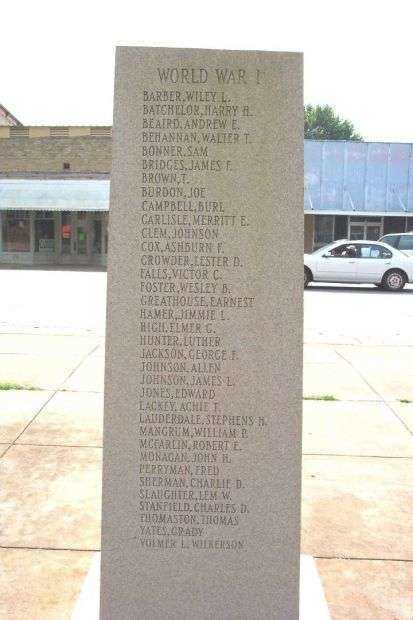 WORLD WAR I
BARBER, WILEY L.
BATCHELOR, HARRY H.
BEAIRD, ANDREW E.
BEHANNAN, WALTER T.
BONNER, SAM
BRIDGES, JAMES F.
BROWN, T.
BURDON, JOE
CAMPBELL, BURL
CARLISLE, MERRITT E.
CLEM, JOHNSON
COX, ASHBURN F.
CROWDER, LESTER D.
FALLS, VICTOR C.
FOSTER, WESLEY B.
GREATHOUSE, EARNEST
HAMER, JIMMIE L.
HIGH, ELMER G.
HUNTER, LUTHER
JACKSON, GEORGE F.
JOHNSON, ALLEN
JOHNSON, JAMES L.
JONES, EDWARD
LACKEY, ACHIE T.
LAUDERDALE, STEPHENS H.
MANGRUM, WILLIAM P.
MCFARLIN, ROBERT E.
MONAGAN, JOHN H.
PERRYMAN, FRED
SHERMAN, CHARLIE D.
SLAUGHTER, LEM W.
STANFIELD, CHARLES D.
THOMASTON, THOMAS
YATES, GRADY
VOLMER L. WILKERSON